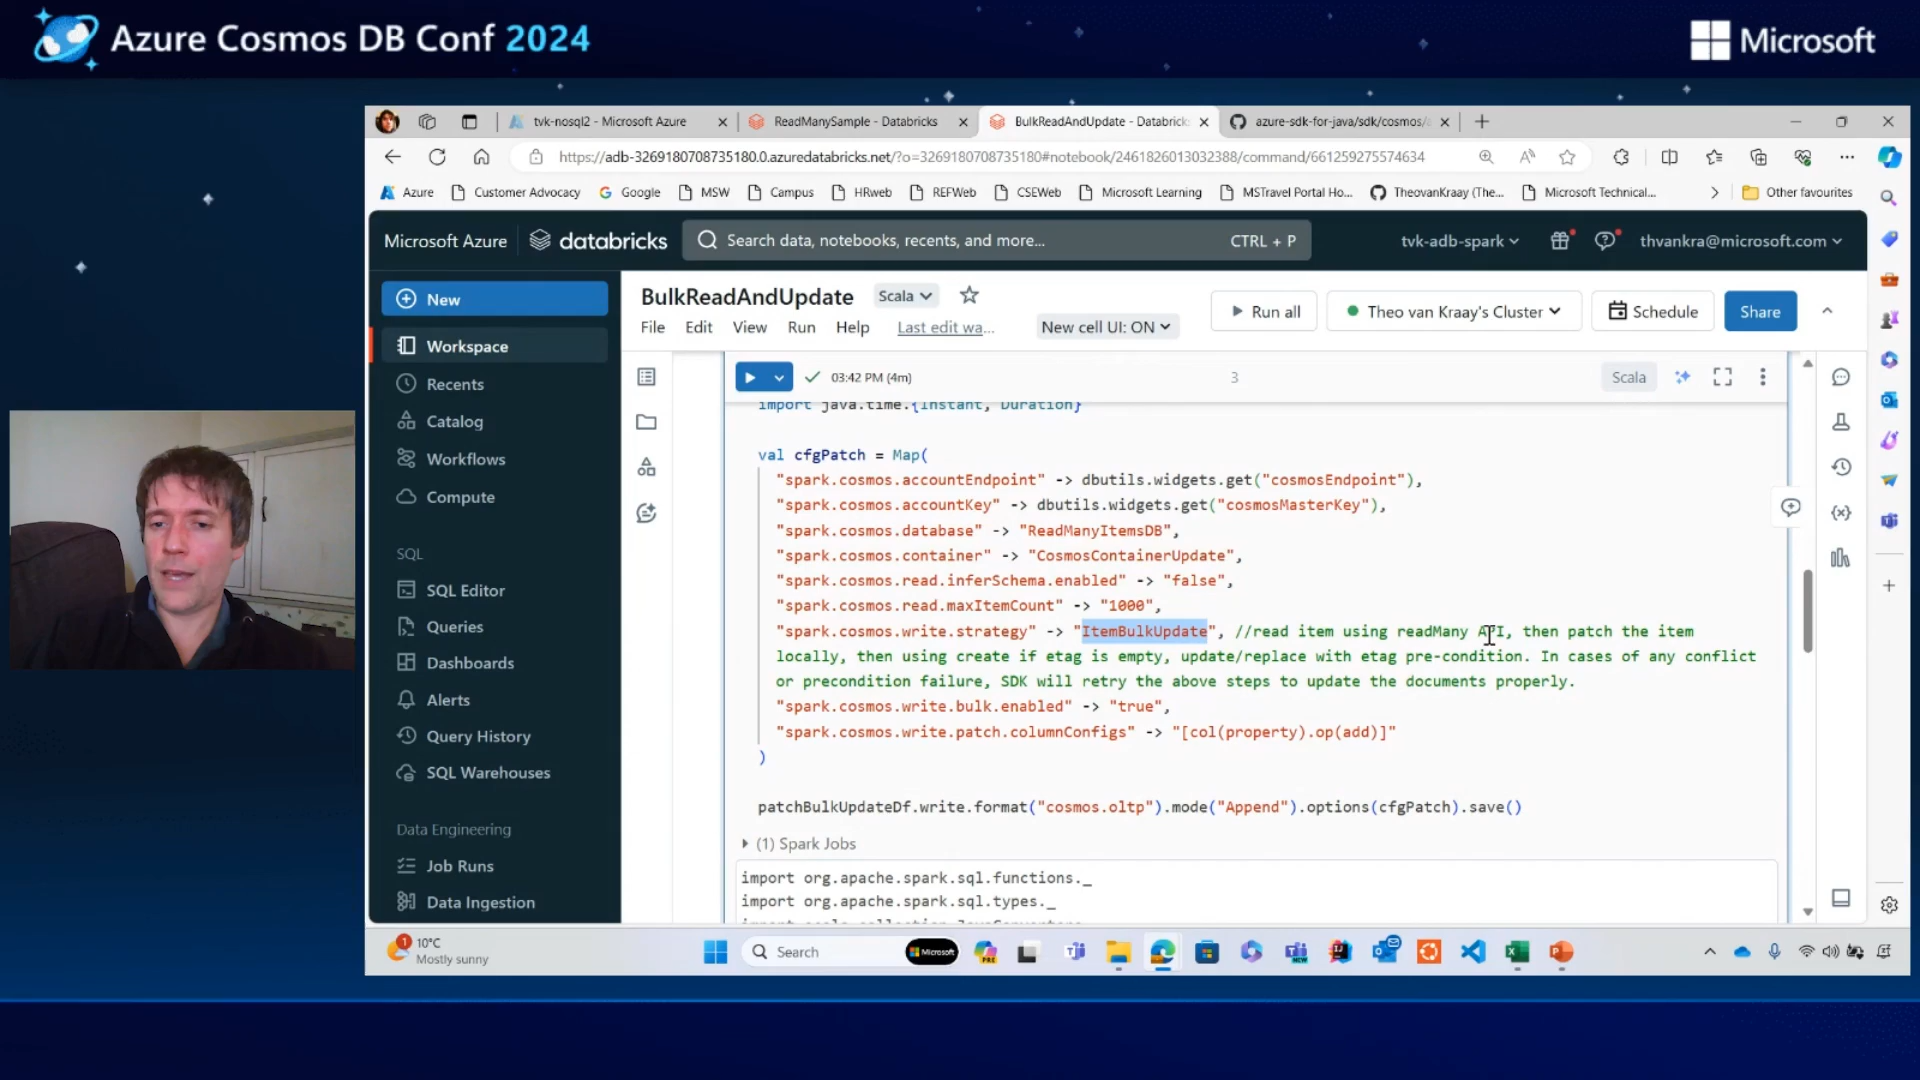 Azure Cosmos DB Conf 2024
Microsoft
tvk-nosql2 - Microsoft Azure
ReadManySample - Databricks
BulkReadAndUpdate - Databricks
azure-sdk-for-java/sdk/cosmos/
https://adb-3269180708735180.0.azuredatabricks.net/?o=3269180708735180#notebook/2461826013032388/command/661259275574634
Azure
Customer Advocacy
Google
MSW
Campus
HRweb
REFWeb
CSEWeb
Microsoft Learning
MSTravel Portal Ho...
TheovanKraay (The...
Microsoft Technical...
Other favourites
Microsoft Azure
databricks
Search data, notebooks, recents, and more...
CTRL + P
tvk-adb-spark
thvankra@microsoft.com
New
Workspace
Recents
Catalog
Workflows
Compute
SQL
SQL Editor
Queries
Dashboards
Alerts
Query History
SQL Warehouses
Data Engineering
Job Runs
Data Ingestion
BulkReadAndUpdate
Scala
File
Edit
View
Run
Help
Last edit wa...
New cell UI: ON
Run all
Theo van Kraay's Cluster
Schedule
Share
03:42 PM (4m)
3
Scala
import java.time.{Instant, Duration}
val cfgPatch = Map(
"spark.cosmos.accountEndpoint" -> dbutils.widgets.get("cosmosEndpoint"),
"spark.cosmos.accountKey" -> dbutils.widgets.get("cosmosMasterKey"),
"spark.cosmos.database" -> "ReadManyItemsDB",
"spark.cosmos.container" -> "CosmosContainerUpdate",
"spark.cosmos.read.inferSchema.enabled" -> "false",
"spark.cosmos.read.maxItemCount" -> "1000",
"spark.cosmos.write.strategy" -> "ItemBulkUpdate", //read item using readMany API, then patch the item
locally, then using create if etag is empty, update/replace with etag pre-condition. In cases of any conflict
or precondition failure, SDK will retry the above steps to update the documents properly.
"spark.cosmos.write.bulk.enabled" -> "true",
"spark.cosmos.write.patch.columnConfigs" -> "[col(property).op(add)]"
)
patchBulkUpdateDf.write.format("cosmos.oltp").mode("Append").options(cfgPatch).save()
(1) Spark Jobs
import org.apache.spark.sql.functions._
import org.apache.spark.sql.types._
1
10°C
Mostly sunny
Search
Microsoft